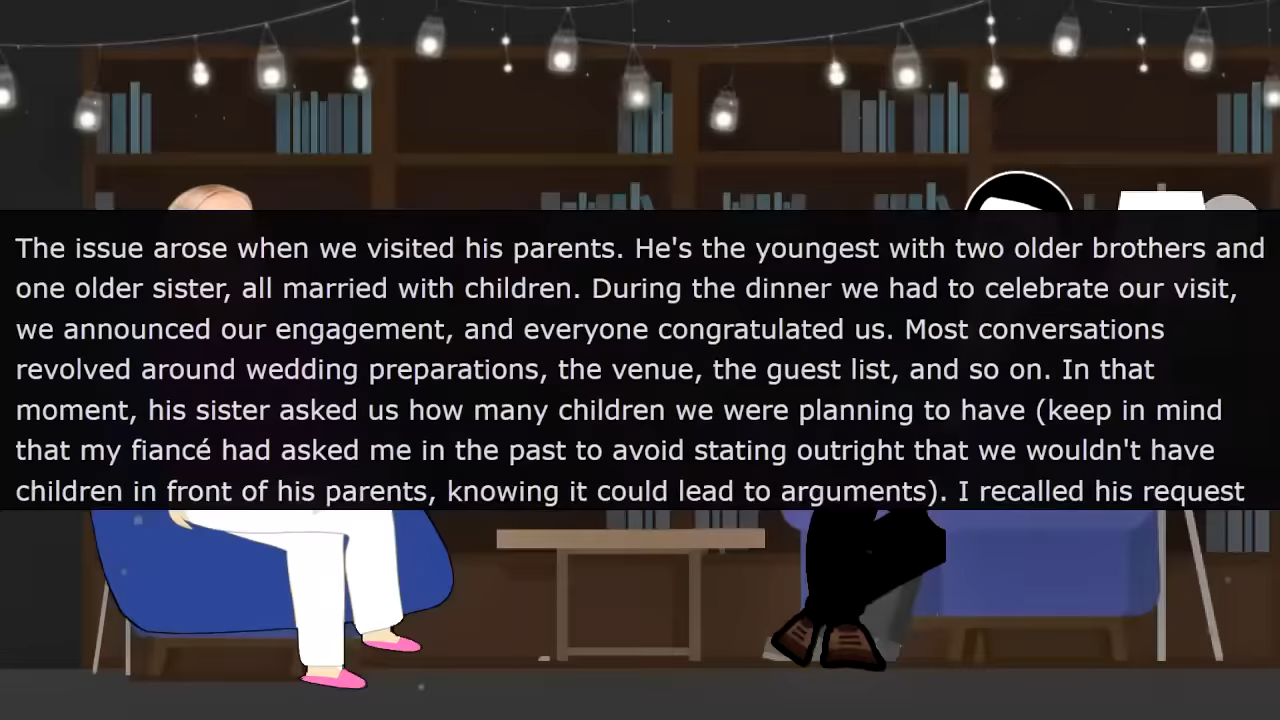 The issue arose when we visited his parents. He's the youngest with two older brothers and
one older sister, all married with children. During the dinner we had to celebrate our visit,
we announced our engagement, and everyone congratulated us. Most conversations
revolved around wedding preparations, the venue, the guest list, and so on. In that
moment, his sister asked us how many children we were planning to have (keep in mind
that my fiancé had asked me in the past to avoid stating outright that we wouldn't have
children in front of his parents, knowing it could lead to arguments). I recalled his request